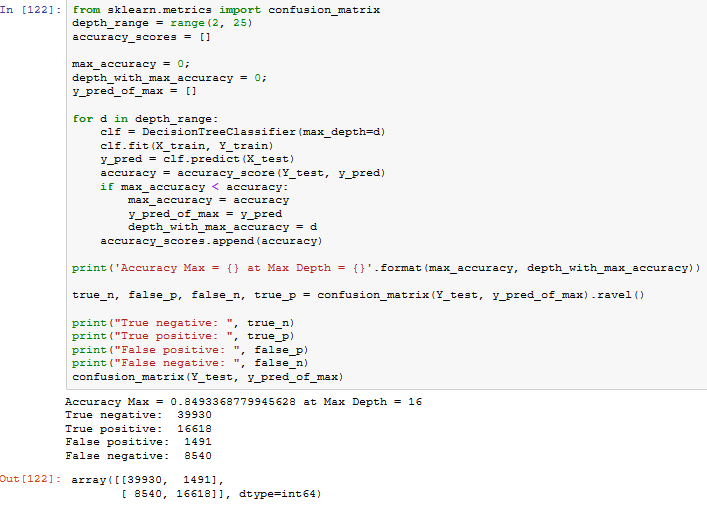 In [122]: from sklearn.metrics import confusion_matrix
depth_range = range(2, 25)
accuracy_scores = []

max_accuracy = 0;
depth_with_max_accuracy = 0;
y_pred_of_max = []

for d in depth_range:
    clf = DecisionTreeClassifier(max_depth=d)
    clf.fit(X_train, Y_train)
    y_pred = clf.predict(X_test)
    accuracy = accuracy_score(Y_test, y_pred)
    if max_accuracy < accuracy:
        max_accuracy = accuracy
        y_pred_of_max = y_pred
        depth_with_max_accuracy = d
    accuracy_scores.append(accuracy)

print('Accuracy Max = {} at Max Depth = {}'.format(max_accuracy, depth_with_max_accuracy))

true_n, false_p, false_n, true_p = confusion_matrix(Y_test, y_pred_of_max).ravel()

print("True negative: ", true_n)
print("True positive: ", true_p)
print("False positive: ", false_p)
print("False negative: ", false_n)
confusion_matrix(Y_test, y_pred_of_max)
Accuracy Max = 0.8493368779945628 at Max Depth = 16
True negative:  39930
True positive:  16618
False positive:  1491
False negative:  8540
Out[122]: array([[39930,  1491],
       [ 8540, 16618]], dtype=int64)